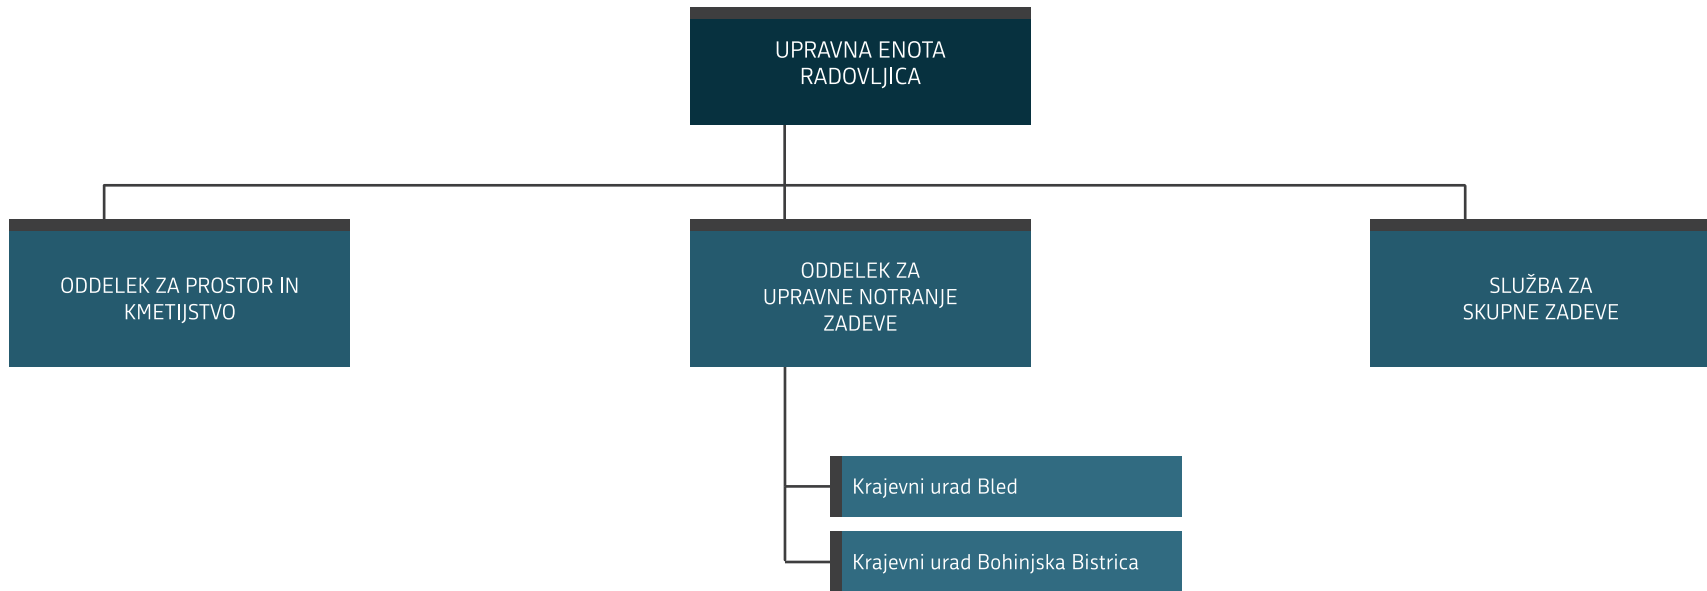 UPRAVNA ENOTA
RADOVLJICA
ODDELEK ZA PROSTOR IN
KMETIJSTVO
ODDELEK ZA
UPRAVNE NOTRANJE
ZADEVE
SLUŽBA ZA
SKUPNE ZADEVE
Krajevni urad Bled
Krajevni urad Bohinjska Bistrica